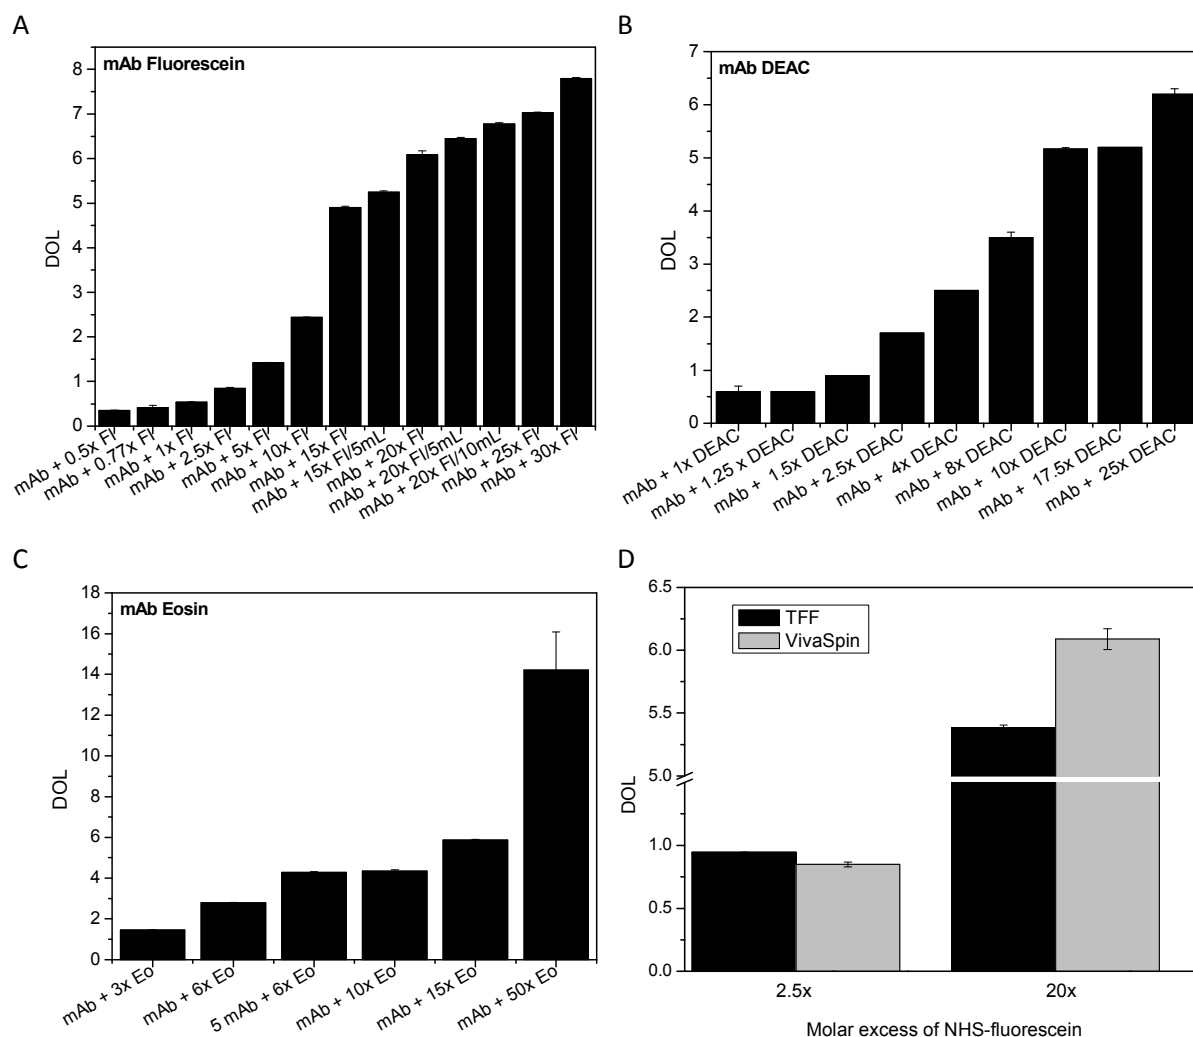 A
mAb Fluorescein
8
7
6
5
4
3
2
1
0
DOL
mAb + 0.5x Fl
mAb + 0.77x Fl
mAb + 1x Fl
mAb + 2.5x Fl
mAb + 5x Fl
mAb + 10x Fl
mAb + 15x Fl
mAb + 15x Fl/5mL
mAb + 20x Fl
mAb + 20x Fl/5mL
mAb + 20x Fl/10mL
mAb + 25x Fl
mAb + 30x Fl
B
mAb DEAC
7
6
5
4
3
2
1
0
DOL
mAb + 1x DEAC
mAb + 1.25 x DEAC
mAb + 1.5x DEAC
mAb + 2.5x DEAC
mAb + 4x DEAC
mAb + 8x DEAC
mAb + 10x DEAC
mAb + 17.5x DEAC
mAb + 25x DEAC
C
mAb Eosin
18
16
14
12
10
8
6
4
2
0
DOL
mAb + 3x Eo
mAb + 6x Eo
5 mAb + 6x Eo
mAb + 10x Eo
mAb + 15x Eo
mAb + 50x Eo
D
TFF
VivaSpin
6.5
6.0
5.5
5.0
1.0
0.5
0.0
DOL
2.5x
20x
Molar excess of NHS-fluorescein